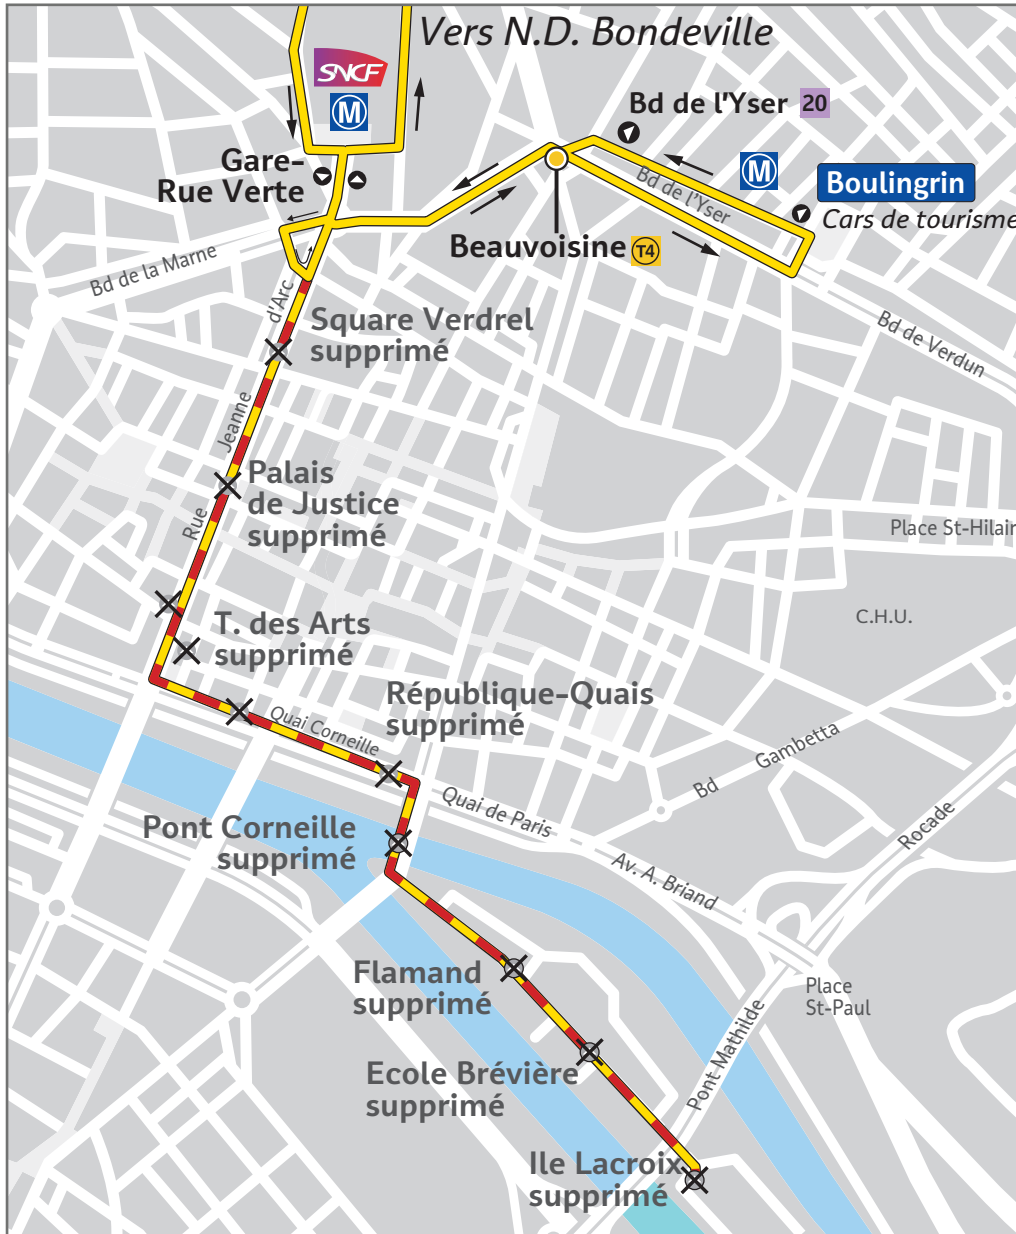 Vers N.D. Bondeville
SNCF
M
Bd de l'Yser 20
Gare-
Rue Verte
M
Boulingrin
Cars de tourisme
Bd de l'Yser
Beauvoisine T4
Bd de la Marne
d'Arc
Square Verdrel
supprimé
Bd de Verdun
Jeanne
Palais
de Justice
supprimé
Rue
Place St-Hilair
T. des Arts
supprimé
C.H.U.
République-Quais
supprimé
Quai Corneille
Gambetta
Bd
Quai de Paris
Pont Corneille
supprimé
Rocade
Av. A. Briand
Flamand
supprimé
Place
St-Paul
Pont Mathilde
Ecole Brévière
supprimé
Ile Lacroix
supprimé